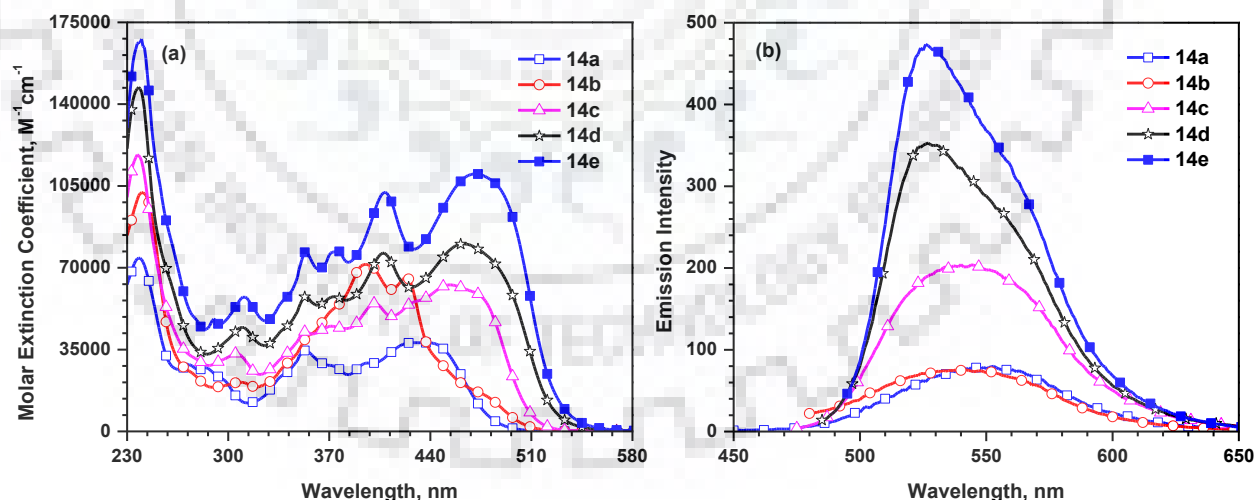 (a)
14a
14b
14c
14d
14e
175000
140000
105000
70000
35000
0
230
300
370
440
510
580
Molar Extinction Coefficient, M-1cm-1
Wavelength, nm
(b)
14a
14b
14c
14d
14e
500
400
300
200
100
0
450
500
550
600
650
Emission Intensity
Wavelength, nm